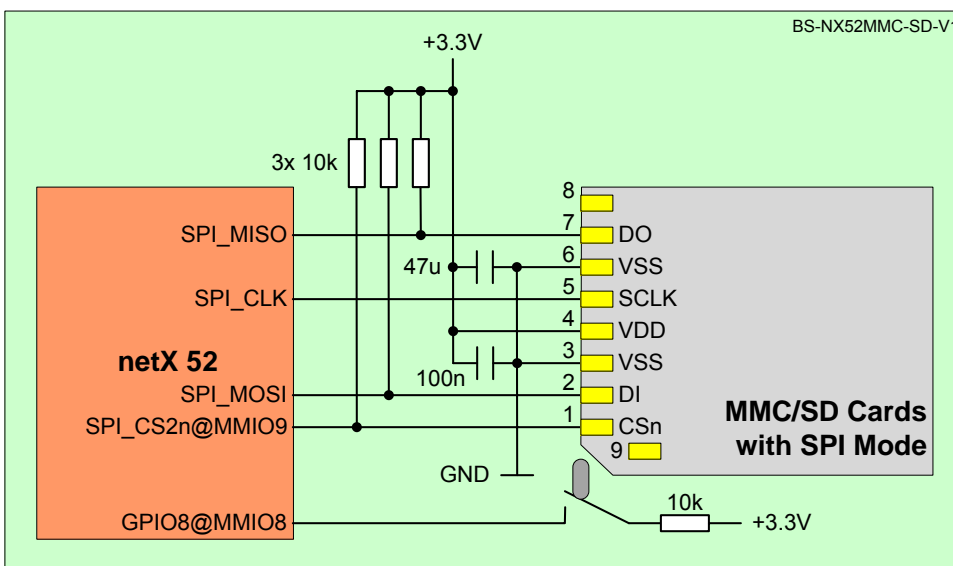 BS-NX52MMC-SD-V1
+3.3V
3x 10k
8
SPI_MISO
7
DO
47u
6
VSS
SPI_CLK
5
SCLK
4
VDD
netX 52
3
VSS
100n
SPI_MOSI
2
DI
SPI_CS2n@MMIO9
1
CSn
MMC/SD Cards
with SPI Mode
9
GND
10k
GPIO8@MMIO8
+3.3V